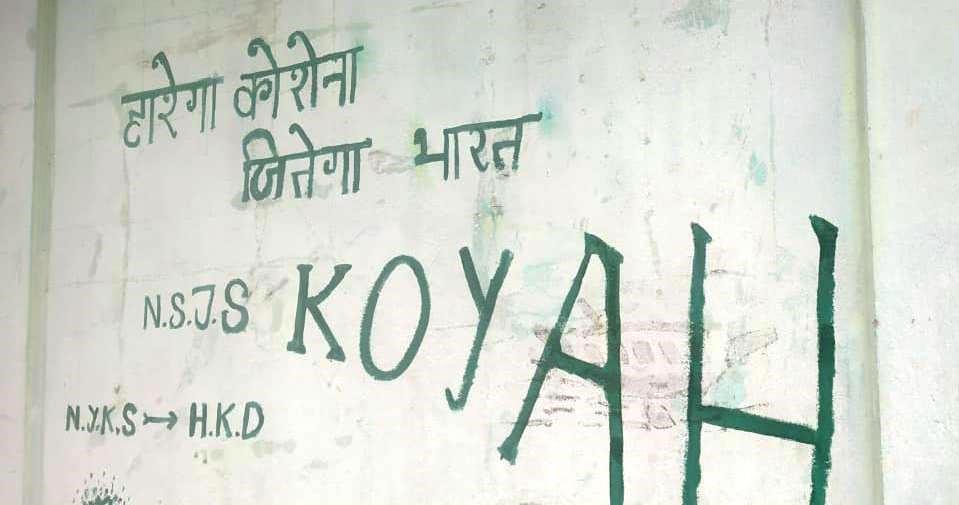 हारेगा कोरोना
जितेगा भारत
N.S.J.S KOYAH
N.Y.K.S → H.K.D